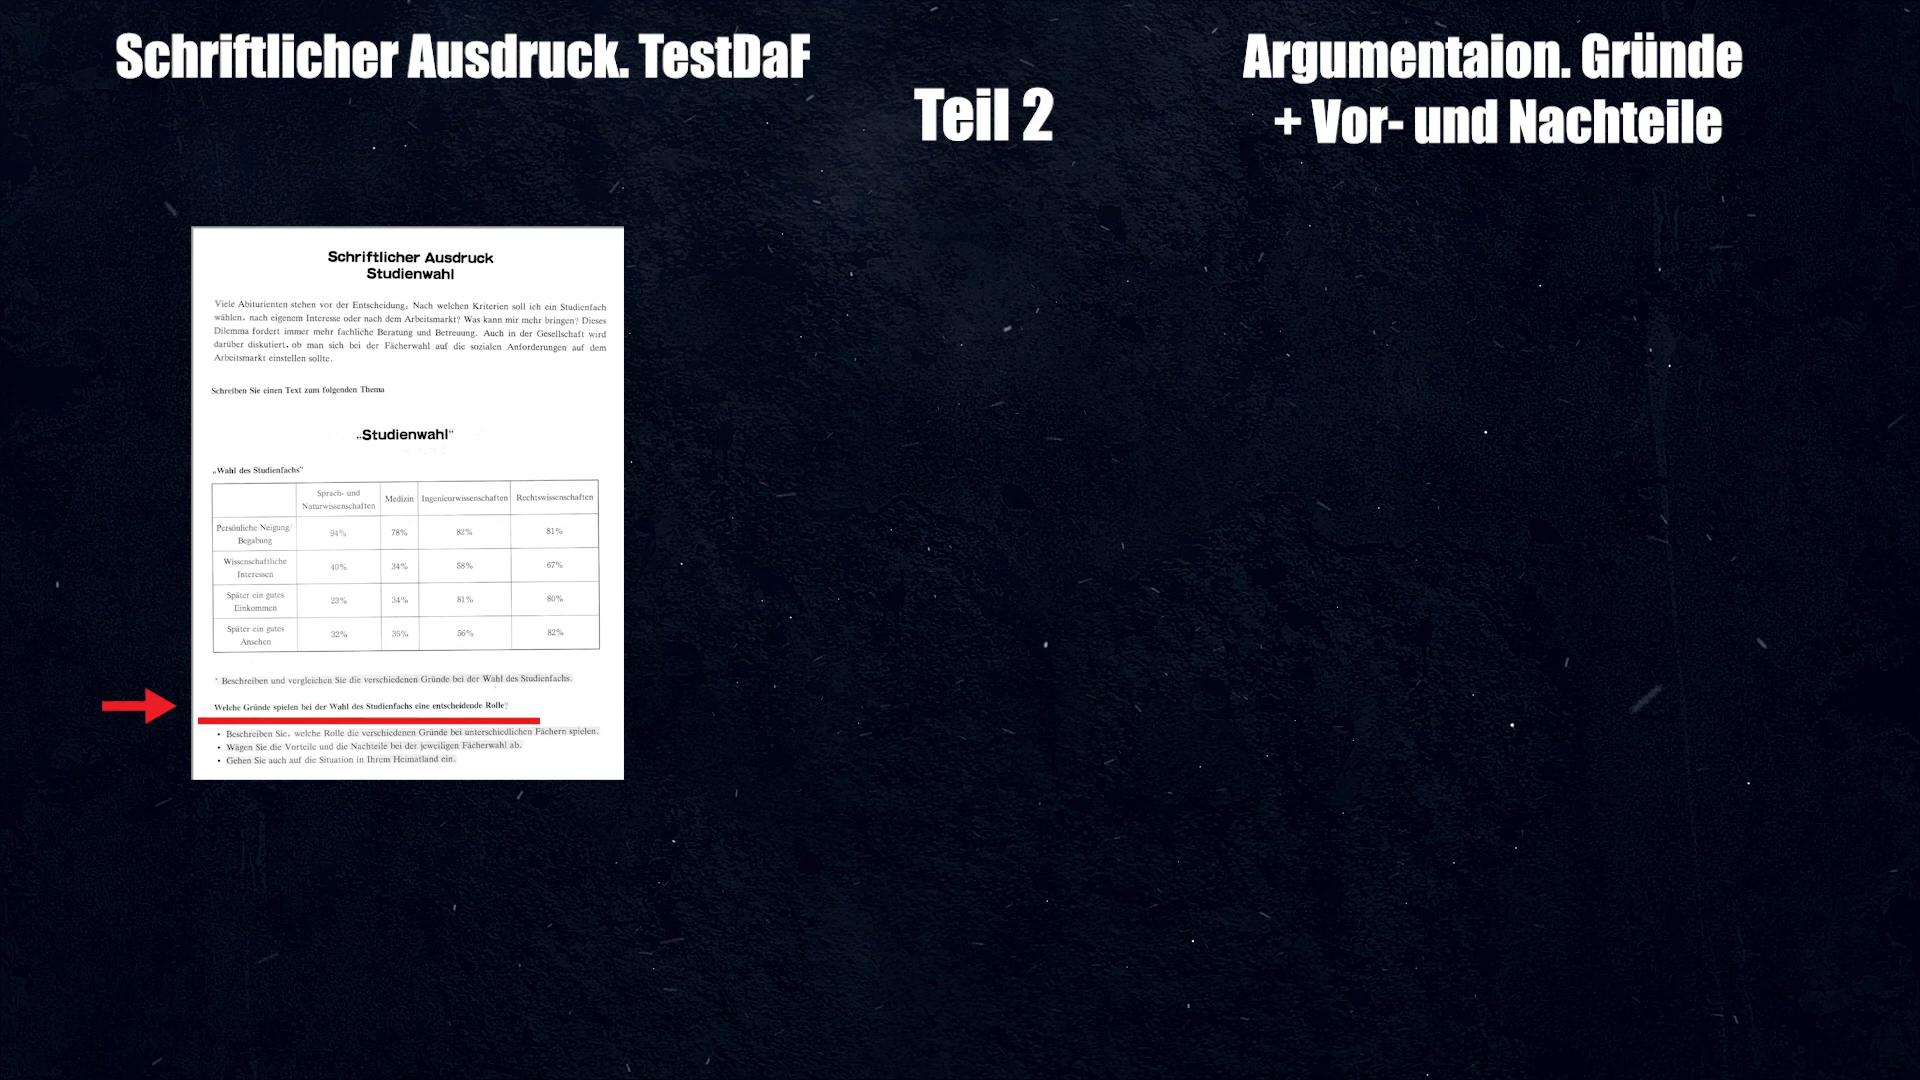 Schriftlicher Ausdruck. TestDaF
Teil 2
Argumentaion. Gründe
+ Vor- und Nachteile
Schriftlicher Ausdruck
Studienwahl
Viele Abiturienten stehen vor der Entscheidung: Nach welchen Kriterien soll ich ein Studienfach
wählen, nach eigenem Interesse oder nach dem Arbeitsmarkt? Was kann mir mehr bringen? Dieses
Dilemma fordert immer mehr fachliche Beratung und Betreuung. Auch in der Gesellschaft wird
darüber diskutiert, ob man sich bei der Fächerwahl auf die sozialen Anforderungen auf dem
Arbeitsmarkt einstellen sollte.
Schreiben Sie einen Text zum folgenden Thema
„Studienwahl“
„Wahl des Studienfachs“
Sprach- und
Naturwissenschaften
Medizin
Ingenieurwissenschaften
Rechtswissenschaften
Persönliche Neigung/
Begabung
94%
78%
82%
81%
Wissenschaftliche
Interessen
40%
34%
58%
67%
Später ein gutes
Einkommen
23%
34%
81%
80%
Später ein gutes
Ansehen
32%
35%
56%
82%
* Beschreiben und vergleichen Sie die verschiedenen Gründe bei der Wahl des Studienfachs.
Welche Gründe spielen bei der Wahl des Studienfachs eine entscheidende Rolle?
• Beschreiben Sie, welche Rolle die verschiedenen Gründe bei unterschiedlichen Fächern spielen.
• Wägen Sie die Vorteile und die Nachteile bei der jeweiligen Fächerwahl ab.
• Gehen Sie auch auf die Situation in Ihrem Heimatland ein.